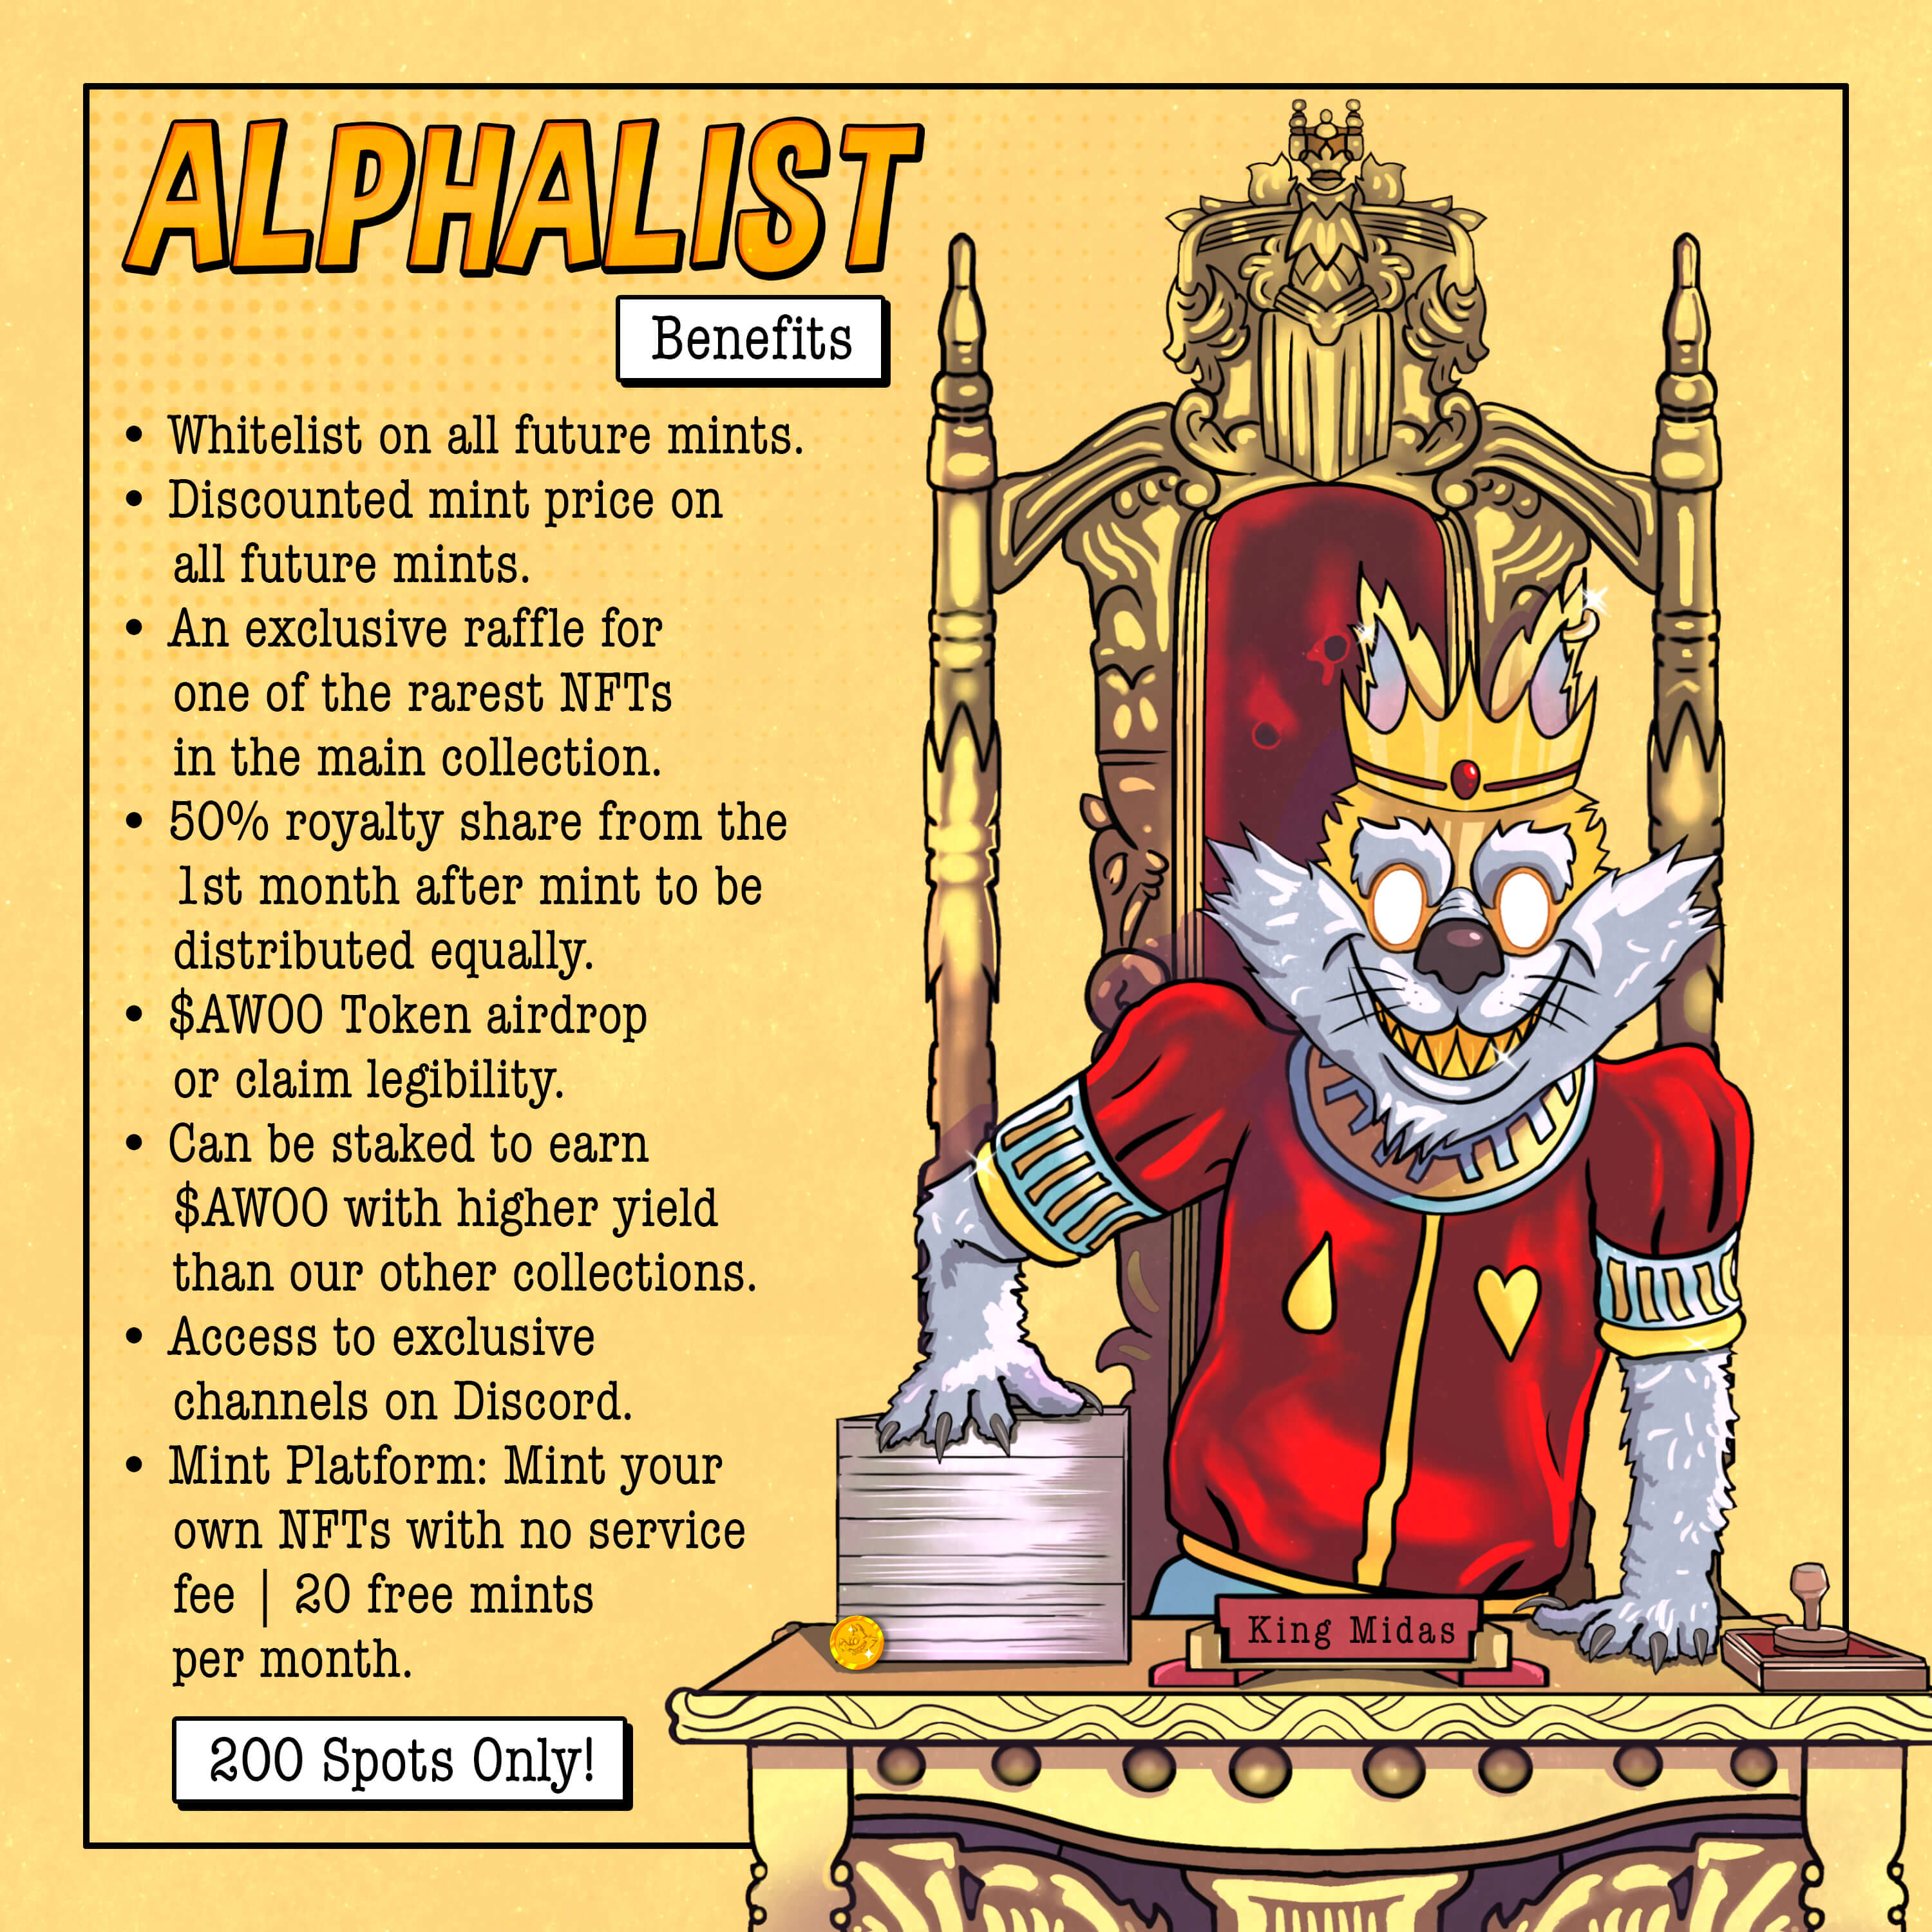 ALPHALIST
Benefits
• Whitelist on all future mints.
• Discounted mint price on
all future mints.
• An exclusive raffle for
one of the rarest NFTs
in the main collection.
• 50% royalty share from the
1st month after mint to be
distributed equally.
• $AWOO Token airdrop
or claim legibility.
• Can be staked to earn
$AWOO with higher yield
than our other collections.
• Access to exclusive
channels on Discord.
• Mint Platform: Mint your
own NFTs with no service
fee | 20 free mints
per month.
200 Spots Only!
King Midas